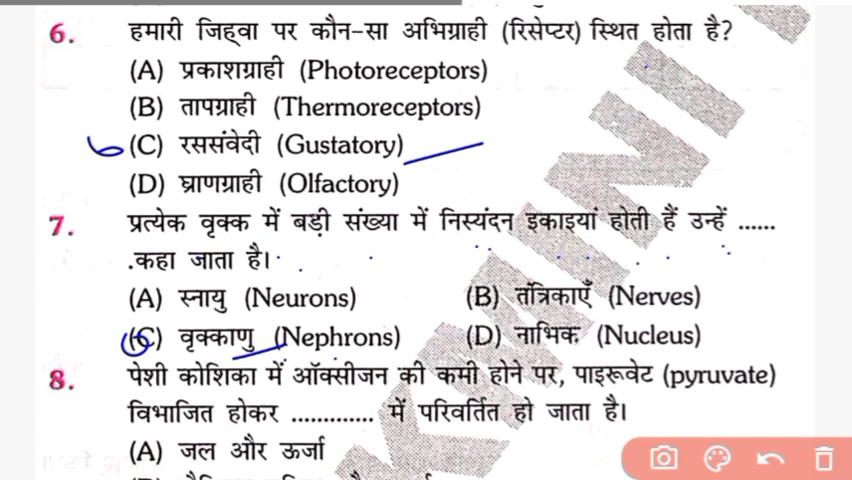 6. हमारी जिह्वा पर कौन-सा अभिग्राही (रिसेप्टर) स्थित होता है?
(A) प्रकाशग्राही (Photoreceptors)
(B) तापग्राही (Thermoreceptors)
(C) रससंवेदी (Gustatory)
(D) घ्राणग्राही (Olfactory)
7. प्रत्येक वृक्क में बड़ी संख्या में निस्यंदन इकाइयां होती हैं उन्हें ......
.कहा जाता है।
(A) स्नायु (Neurons) (B) तंत्रिकाएँ (Nerves)
(C) वृक्काणु (Nephrons) (D) नाभिक (Nucleus)
8. पेशी कोशिका में ऑक्सीजन की कमी होने पर, पाइरूवेट (pyruvate)
विभाजित होकर ............. में परिवर्तित हो जाता है।
(A) जल और ऊर्जा